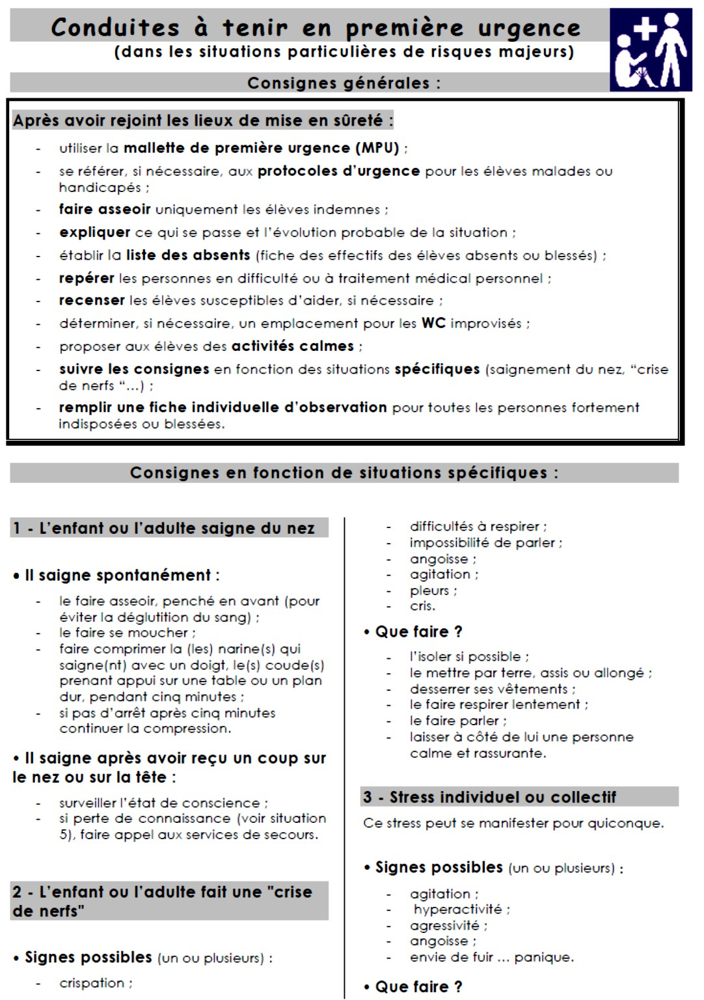 Conduites à tenir en première urgence
(dans les situations particulières de risques majeurs)
Consignes générales :
Après avoir rejoint les lieux de mise en sûreté :
- utiliser la mallette de première urgence (MPU) ;
- se référer, si nécessaire, aux protocoles d'urgence pour les élèves malades ou
handicapés ;
- faire asseoir uniquement les élèves indemnes ;
- expliquer ce qui se passe et l'évolution probable de la situation ;
- établir la liste des absents (fiche des effectifs des élèves absents ou blessés) ;
- repérer les personnes en difficulté ou à traitement médical personnel ;
- recenser les élèves susceptibles d'aider, si nécessaire ;
- déterminer, si nécessaire, un emplacement pour les WC improvisés ;
- proposer aux élèves des activités calmes ;
- suivre les consignes en fonction des situations spécifiques (saignement du nez, “crise
de nerfs “…) ;
- remplir une fiche individuelle d'observation pour toutes les personnes fortement
indisposées ou blessées.
Consignes en fonction de situations spécifiques :
1 - L'enfant ou l'adulte saigne du nez
• Il saigne spontanément :
- le faire asseoir, penché en avant (pour
éviter la déglutition du sang) ;
- le faire se moucher ;
- faire comprimer la (les) narine(s) qui
saigne(nt) avec un doigt, le(s) coude(s)
prenant appui sur une table ou un plan
dur, pendant cinq minutes ;
- si pas d'arrêt après cinq minutes
continuer la compression.
• Il saigne après avoir reçu un coup sur
le nez ou sur la tête :
- surveiller l'état de conscience ;
- si perte de connaissance (voir situation
5), faire appel aux services de secours.
2 - L'enfant ou l'adulte fait une "crise
de nerfs"
• Signes possibles (un ou plusieurs) :
- crispation ;
- difficultés à respirer ;
- impossibilité de parler ;
- angoisse ;
- agitation ;
- pleurs ;
- cris.
• Que faire ?
- l'isoler si possible ;
- le mettre par terre, assis ou allongé ;
- desserrer ses vêtements ;
- le faire respirer lentement ;
- le faire parler ;
- laisser à côté de lui une personne
calme et rassurante.
3 - Stress individuel ou collectif
Ce stress peut se manifester pour quiconque.
• Signes possibles (un ou plusieurs) :
- agitation ;
- hyperactivité ;
- agressivité ;
- angoisse ;
- envie de fuir … panique.
• Que faire ?